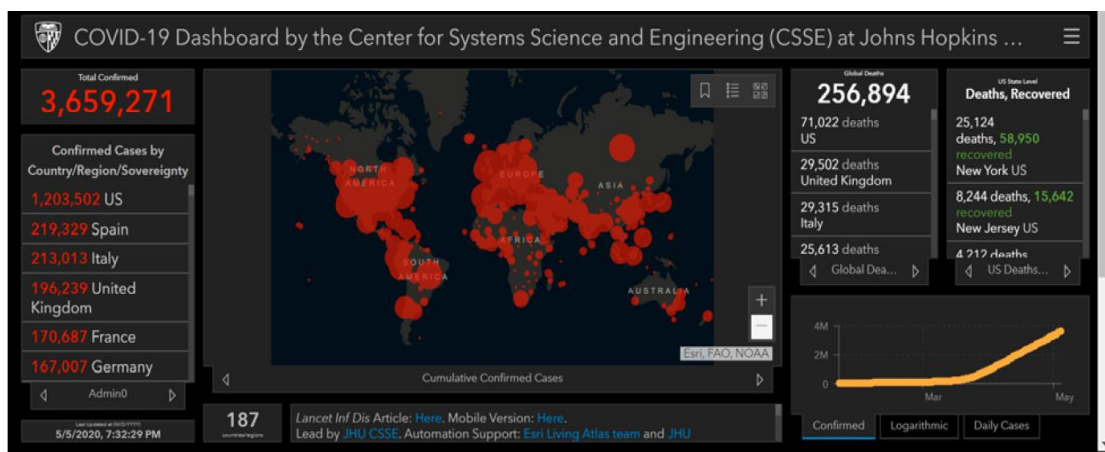 COVID-19 Dashboard by the Center for Systems Science and Engineering (CSSE) at Johns Hopkins ...
Total Confirmed
3,659,271
Confirmed Cases by
Country/Region/Sovereignty
1,203,502 US
219,329 Spain
213,013 Italy
196,239 United
Kingdom
170,687 France
167,007 Germany
Admin0
Last Updated at (M/D/YYYY)
5/5/2020, 7:32:29 PM
NORTH
AMERICA
SOUTH
AMERICA
EUROPE
ASIA
AFRICA
AUSTRALIA
+
−
Esri, FAO, NOAA
Cumulative Confirmed Cases
187
countries/regions
Lancet Inf Dis Article: Here. Mobile Version: Here.
Lead by JHU CSSE. Automation Support: Esri Living Atlas team and JHU
Global Deaths
256,894
71,022 deaths
US
29,502 deaths
United Kingdom
29,315 deaths
Italy
25,613 deaths
Global Dea...
US State Level
Deaths, Recovered
25,124
deaths, 58,950
recovered
New York US
8,244 deaths, 15,642
recovered
New Jersey US
4,212 deaths
US Deaths...
4M
2M
0
Mar
May
Confirmed
Logarithmic
Daily Cases